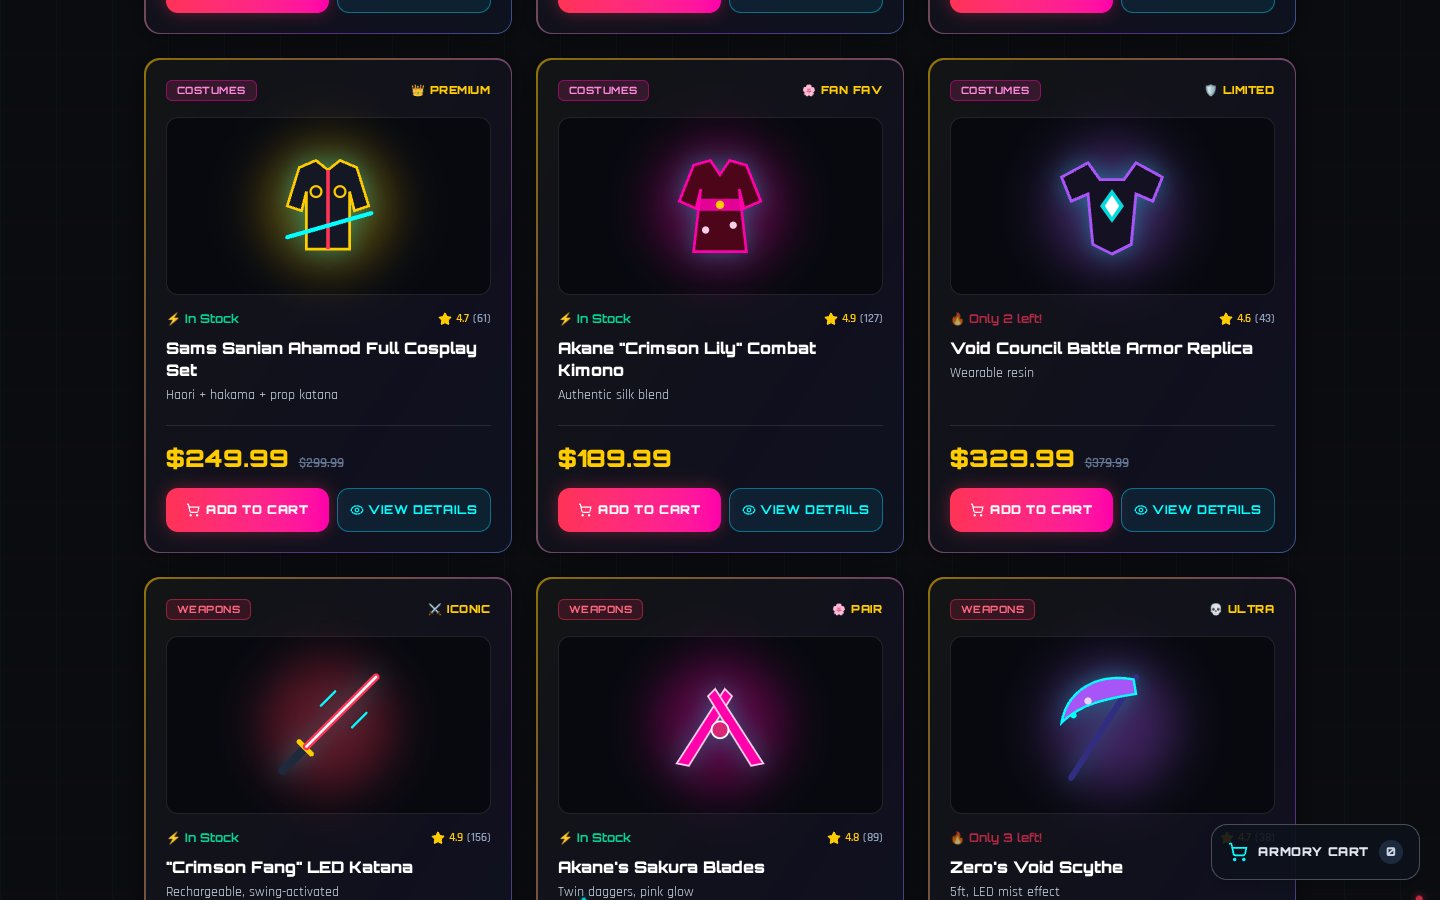 COSTUMES
👑 PREMIUM
⚡ In Stock
⭐ 4.7 (61)
Sams Sanian Ahamod Full Cosplay
Set
Haori + hakama + prop katana
$249.99 $299.99
ADD TO CART
VIEW DETAILS
COSTUMES
🌸 FAN FAV
⚡ In Stock
⭐ 4.9 (127)
Akane "Crimson Lily" Combat
Kimono
Authentic silk blend
$189.99
ADD TO CART
VIEW DETAILS
COSTUMES
🛡️ LIMITED
🔥 Only 2 left!
⭐ 4.6 (43)
Void Council Battle Armor Replica
Wearable resin
$329.99 $379.99
ADD TO CART
VIEW DETAILS
WEAPONS
⚔️ ICONIC
⚡ In Stock
⭐ 4.9 (156)
"Crimson Fang" LED Katana
Rechargeable, swing-activated
WEAPONS
🌸 PAIR
⚡ In Stock
⭐ 4.8 (89)
Akane's Sakura Blades
Twin daggers, pink glow
WEAPONS
💀 ULTRA
🔥 Only 3 left!
Zero's Void Scythe
5ft, LED mist effect
ARMORY CART 0